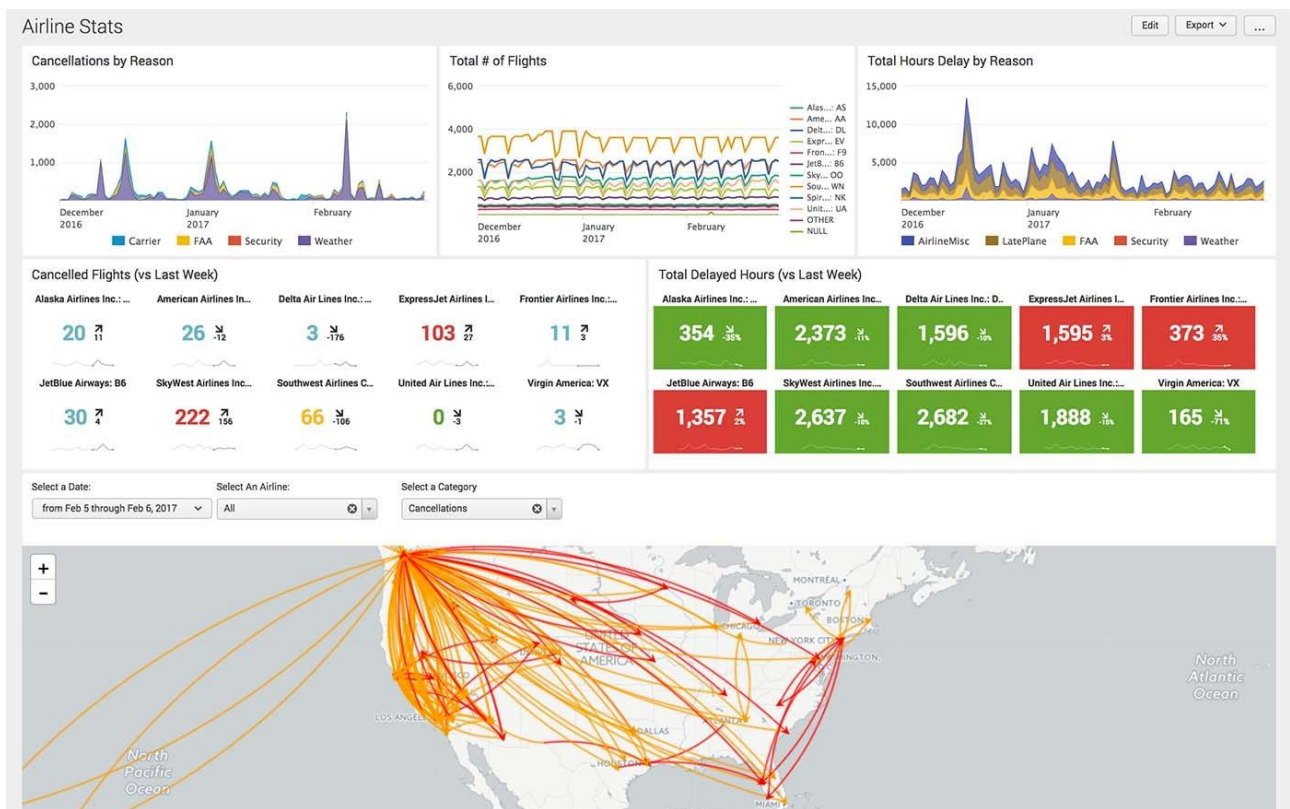 Airline Stats
Edit
Export
...
Cancellations by Reason
3,000
2,000
1,000
December
2016
January
2017
February
Carrier
FAA
Security
Weather
Total # of Flights
6,000
4,000
2,000
December
2016
January
2017
February
Alas...: AS
Ame... AA
Delt...: DL
Expr... EV
Fron...: F9
JetB...: B6
Sky... OO
Sou... WN
Spir...: NK
Unit...: UA
OTHER
NULL
Total Hours Delay by Reason
15,000
10,000
5,000
December
2016
January
2017
February
AirlineMisc
LatePlane
FAA
Security
Weather
Cancelled Flights (vs Last Week)
Alaska Airlines Inc.: ...
20
11
American Airlines In...
26
-12
Delta Air Lines Inc.: ...
3
-176
ExpressJet Airlines I...
103
27
Frontier Airlines Inc.:...
11
3
JetBlue Airways: B6
30
4
SkyWest Airlines Inc...
222
156
Southwest Airlines C...
66
-106
United Air Lines Inc.:...
0
-3
Virgin America: VX
3
-1
Total Delayed Hours (vs Last Week)
Alaska Airlines Inc.: ...
354
-35%
American Airlines Inc...
2,373
-11%
Delta Air Lines Inc.: D..
1,596
-10%
ExpressJet Airlines I...
1,595
3%
Frontier Airlines Inc.:...
373
35%
JetBlue Airways: B6
1,357
2%
SkyWest Airlines Inc....
2,637
-10%
Southwest Airlines C...
2,682
-27%
United Air Lines Inc.:...
1,888
-15%
Virgin America: VX
165
-71%
Select a Date:
from Feb 5 through Feb 6, 2017
Select An Airline:
All
Select a Category
Cancellations
+
−
MONTRÉAL
TORONTO
BOSTON
CHICAGO
NEW YORK CITY
UNITED
STATES OF
AMERICA
LOS ANGELES
ATLANTA
DALLAS
HOUSTON
MIAMI
North
Pacific
Ocean
North
Atlantic
Ocean